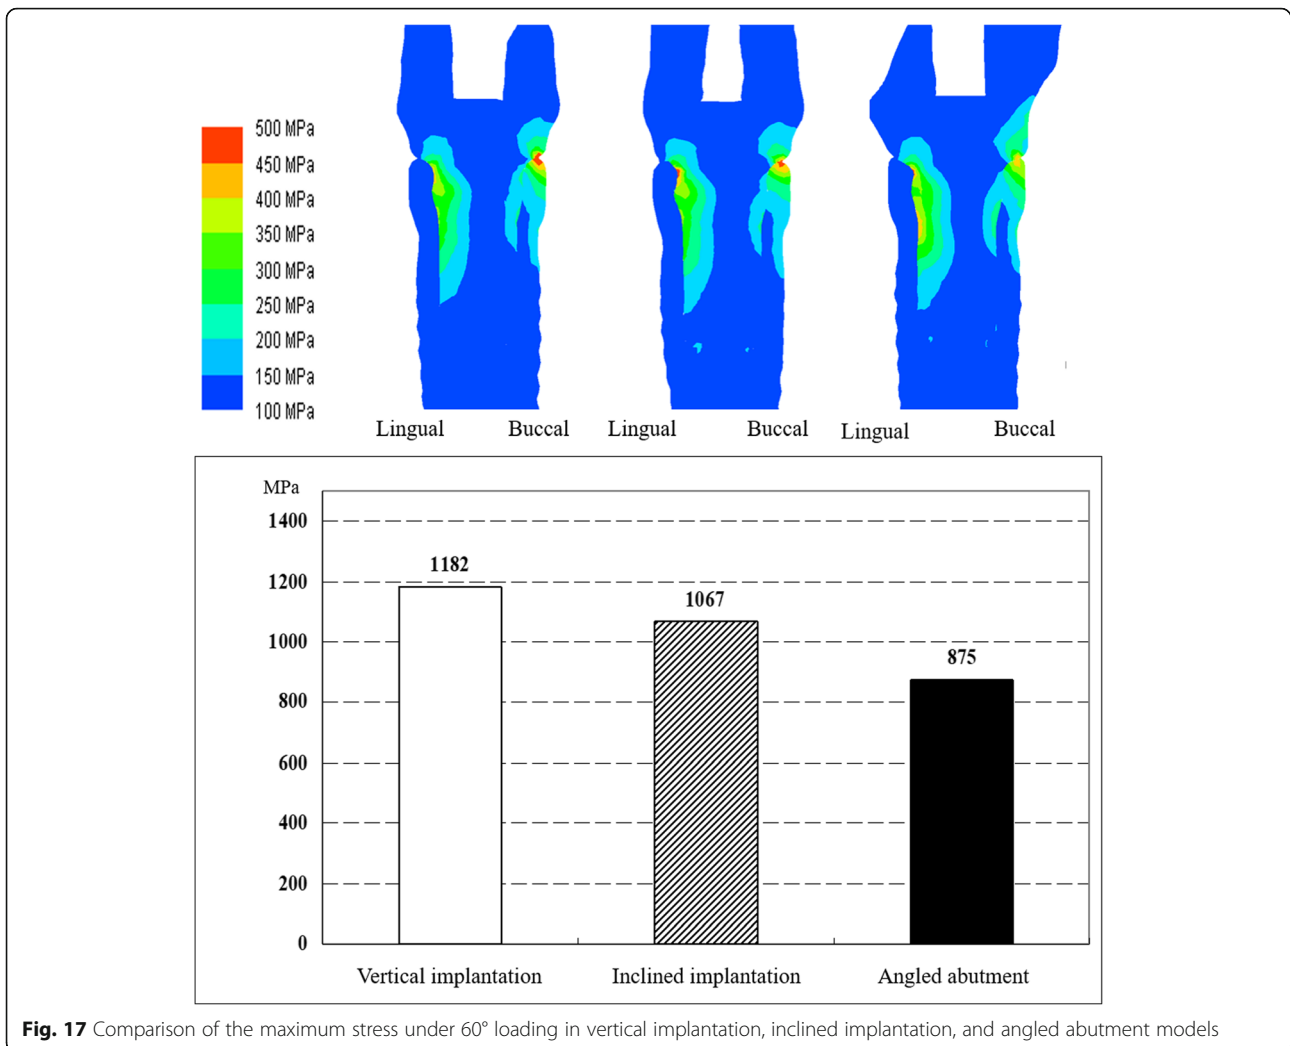 500 MPa
450 MPa
400 MPa
350 MPa
300 MPa
250 MPa
200 MPa
150 MPa
100 MPa
Lingual Buccal Lingual Buccal Lingual Buccal
MPa
1400
1200
1000
800
600
400
200
0
1182
1067
875
Vertical implantation Inclined implantation Angled abutment
Fig. 17 Comparison of the maximum stress under 60° loading in vertical implantation, inclined implantation, and angled abutment models